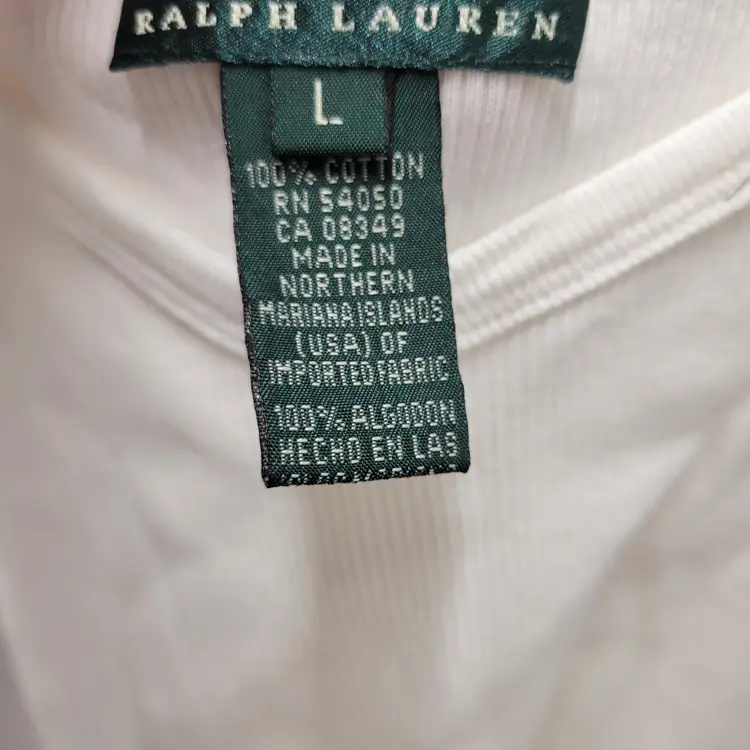 RALPH LAUREN
L
100% COTTON
RN 54050
CA 08349
MADE IN
NORTHERN
MARIANA ISLANDS
(USA) OF
IMPORTED FABRIC
100% ALGODON
HECHO EN LAS